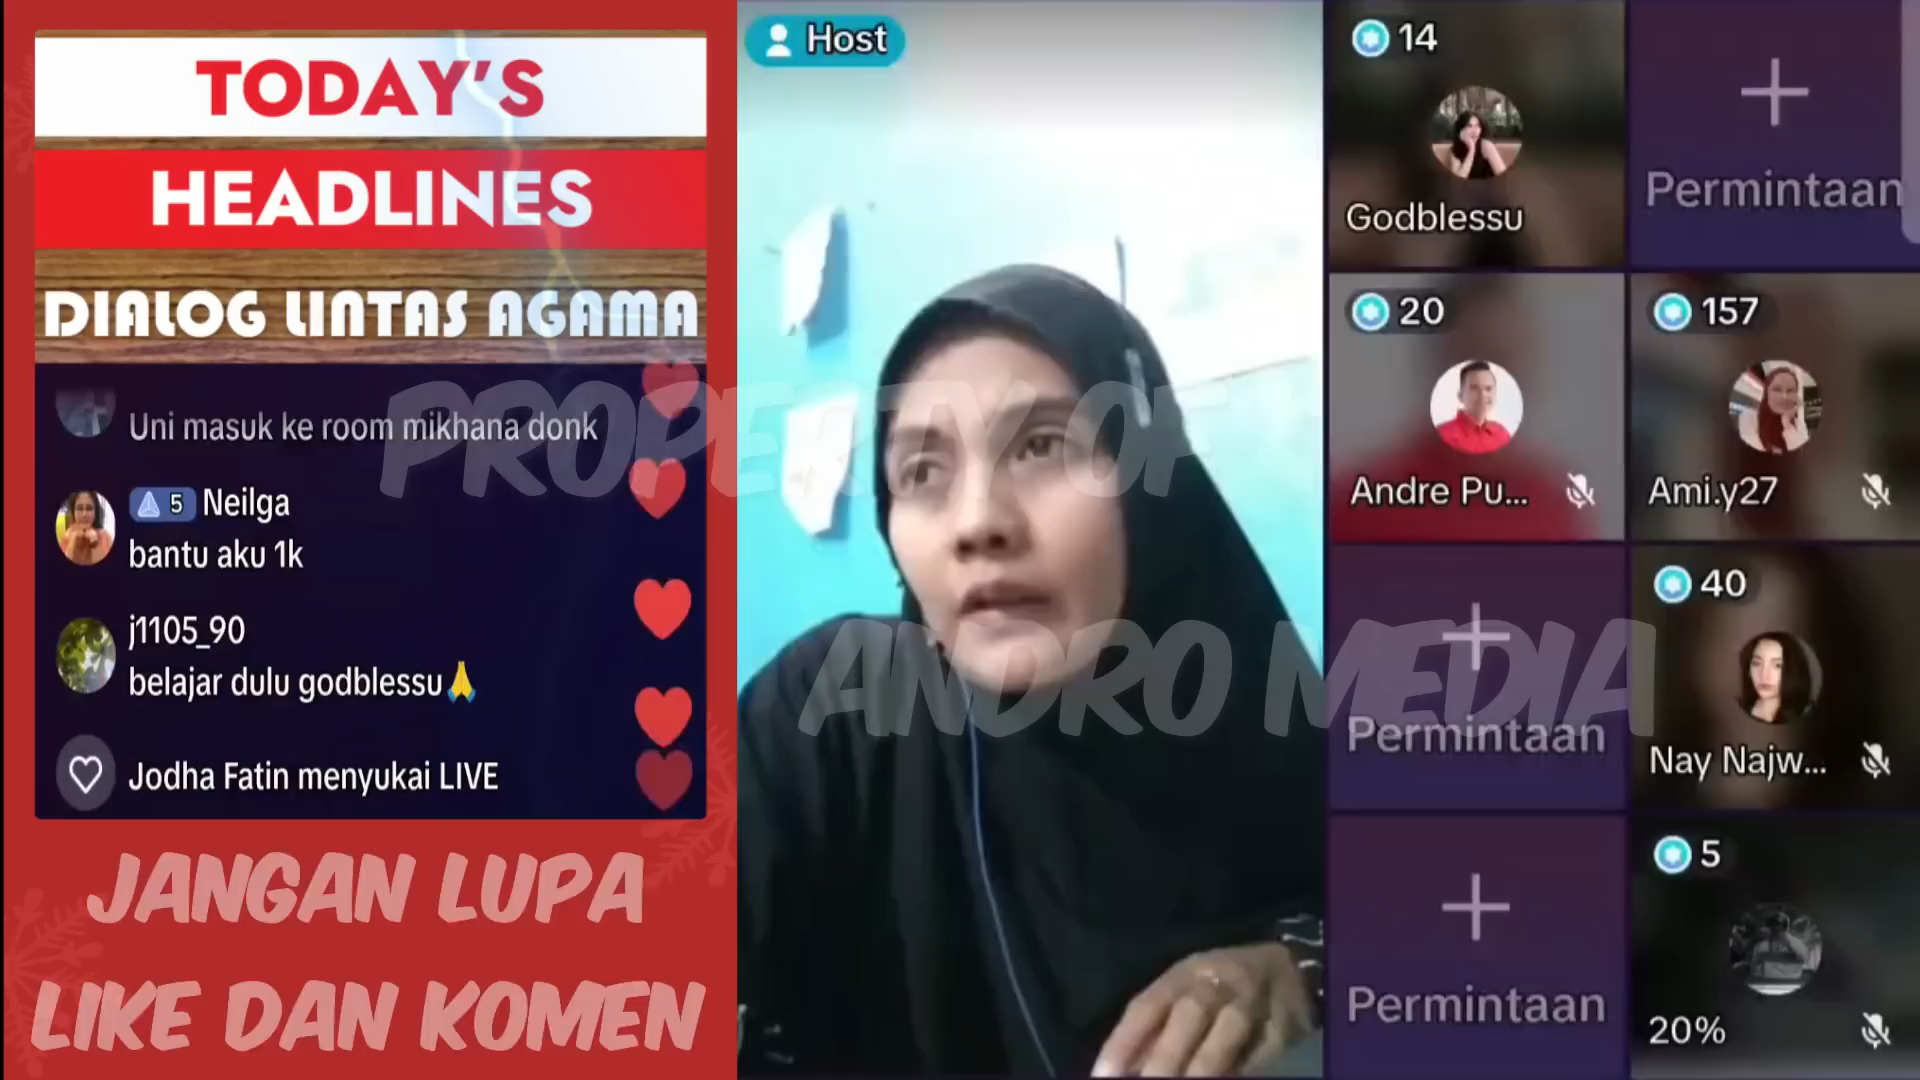 TODAY'S
HEADLINES
DIALOG LINTAS AGAMA
Uni masuk ke room mikhana donk
5 Neilga
bantu aku 1k
j1105_90
belajar dulu godblessu🙏
Jodha Fatin menyukai LIVE
JANGAN LUPA
LIKE DAN KOMEN
PROPERTY OF
ANDRO MEDIA
Host
14
Godblessu
Permintaan
20
Andre Pu...
157
Ami.y27
Permintaan
40
Nay Najw...
Permintaan
5
20%